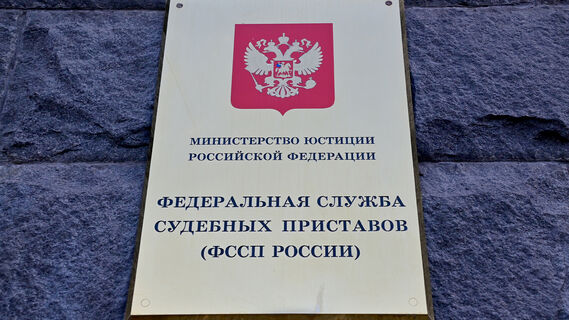 МИНИСТЕРСТВО ЮСТИЦИИ
РОССИЙСКОЙ ФЕДЕРАЦИИ
ФЕДЕРАЛЬНАЯ СЛУЖБА
СУДЕБНЫХ ПРИСТАВОВ
(ФССП РОССИИ)